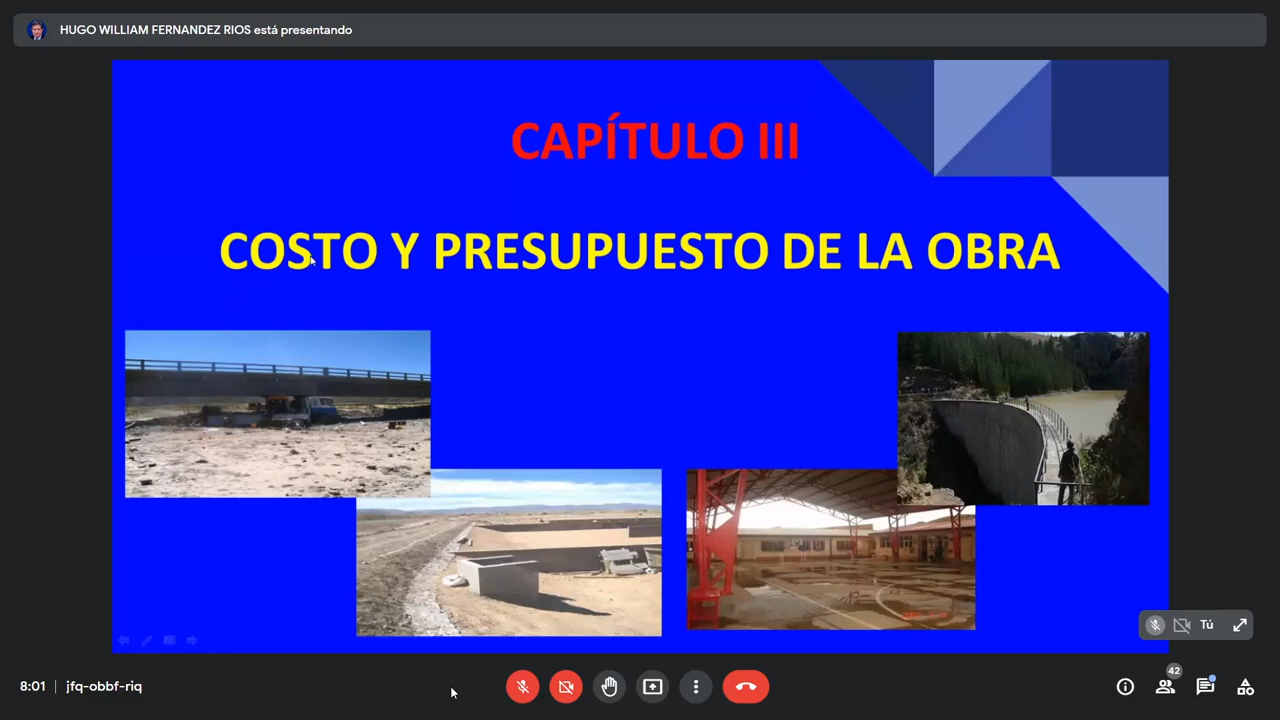 HUGO WILLIAM FERNANDEZ RIOS está presentando
CAPÍTULO III
COSTO Y PRESUPUESTO DE LA OBRA
Tú
8:01 | jfq-obbf-riq
42